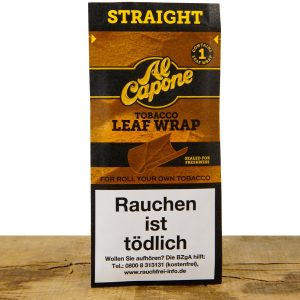 STRAIGHT
CONTAINS
1
LEAF WRAP
Al
Capone
TOBACCO
LEAF WRAP
SEALED FOR
FRESHNESS
FOR ROLL YOUR OWN TOBACCO
Rauchen
ist
tödlich
Wollen Sie aufhören? Die BZgA hilft:
Tel.: 0800 8 313131 (kostenfrei),
www.rauchfrei-info.de